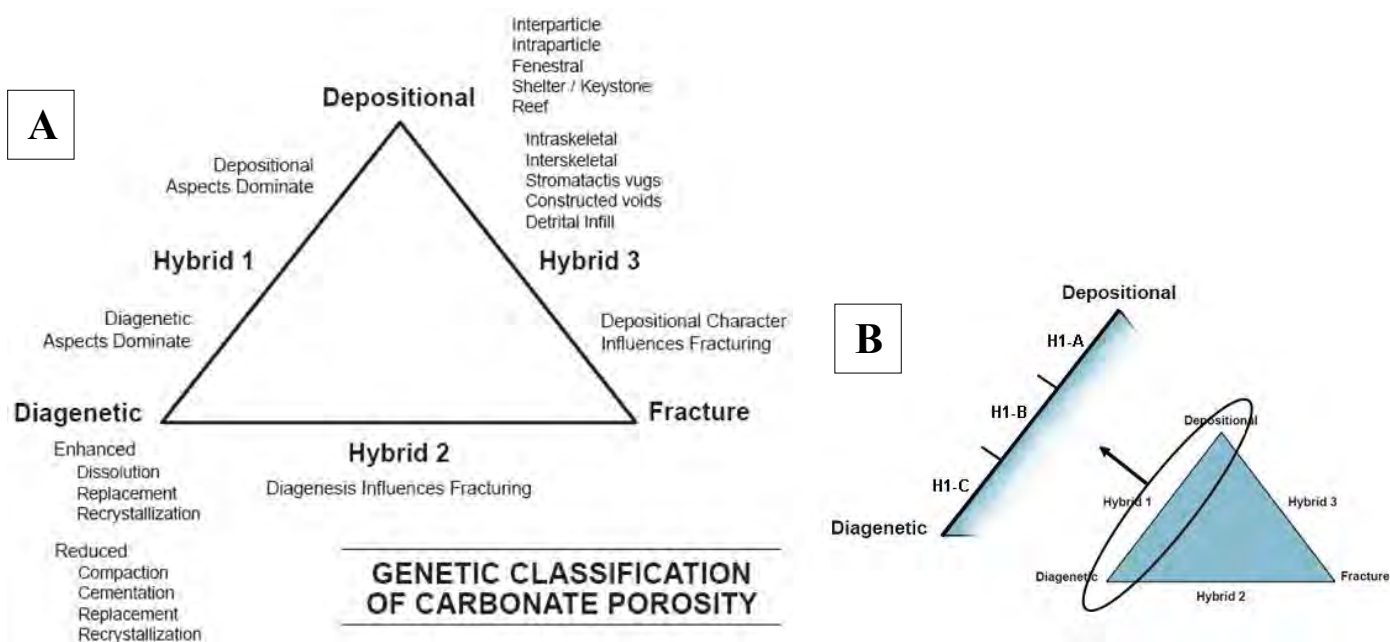 A
Interparticle
Intraparticle
Fenestral
Shelter / Keystone
Reef
Depositional
Intraskeletal
Interskeletal
Stromatactis vugs
Constructed voids
Detrital Infill
Depositional
Aspects Dominate
Hybrid 1
Hybrid 3
Diagenetic
Aspects Dominate
Depositional Character
Influences Fracturing
Diagenetic
Fracture
Enhanced
Dissolution
Replacement
Recrystallization
Hybrid 2
Diagenesis Influences Fracturing
Reduced
Compaction
Cementation
Replacement
Recrystallization
GENETIC CLASSIFICATION
OF CARBONATE POROSITY
B
Depositional
H1-A
H1-B
H1-C
Diagenetic
Depositional
Hybrid 1
Hybrid 3
Diagenetic
Fracture
Hybrid 2